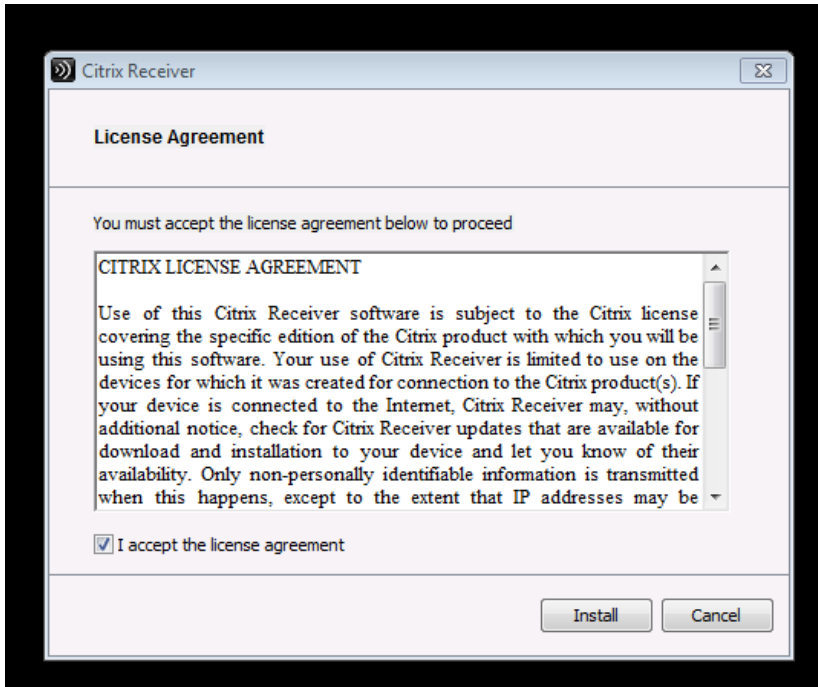 Citrix Receiver
License Agreement
You must accept the license agreement below to proceed
CITRIX LICENSE AGREEMENT
Use of this Citrix Receiver software is subject to the Citrix license
covering the specific edition of the Citrix product with which you will be
using this software. Your use of Citrix Receiver is limited to use on the
devices for which it was created for connection to the Citrix product(s). If
your device is connected to the Internet, Citrix Receiver may, without
additional notice, check for Citrix Receiver updates that are available for
download and installation to your device and let you know of their
availability. Only non-personally identifiable information is transmitted
when this happens, except to the extent that IP addresses may be
I accept the license agreement
Install Cancel